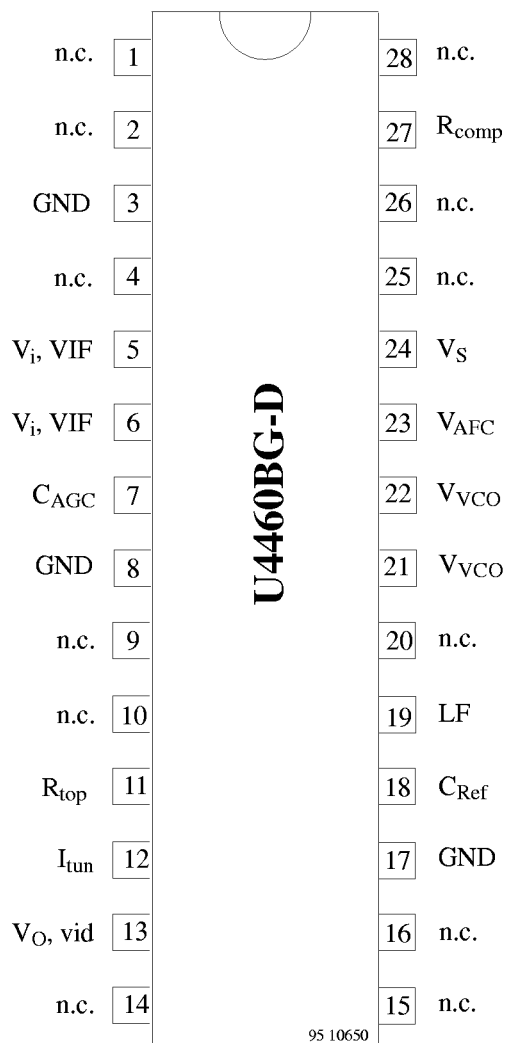 n.c. 1 28 n.c.
n.c. 2 27 Rcomp
GND 3 26 n.c.
n.c. 4 25 n.c.
Vi, VIF 5 24 VS
Vi, VIF 6 23 VAFC
CAGC 7 22 VVCO
GND 8 21 VVCO
n.c. 9 20 n.c.
n.c. 10 19 LF
Rtop 11 18 CRef
Itun 12 17 GND
VO, vid 13 16 n.c.
n.c. 14 15 n.c.
U4460BG-D
95 10650